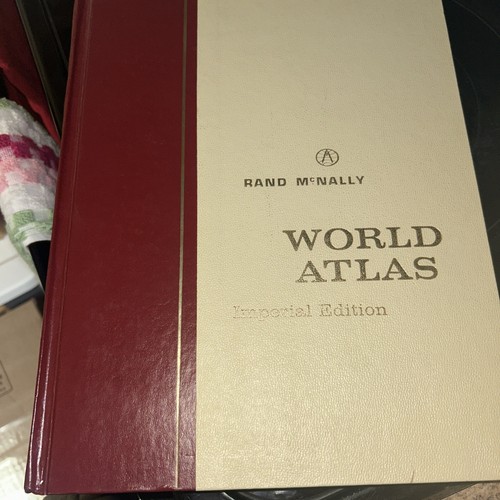 RAND McNALLY
WORLD
ATLAS
Imperial Edition